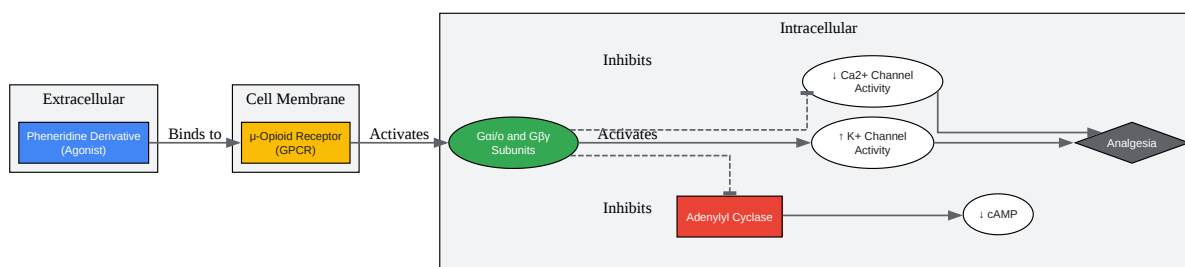 Extracellular
Pheneridine Derivative
(Agonist)
Binds to
Cell Membrane
μ-Opioid Receptor
(GPCR)
Activates
Intracellular
Gαi/o and Gβγ
Subunits
Inhibits
↓ Ca2+ Channel
Activity
Activates
↑ K+ Channel
Activity
Analgesia
Inhibits
Adenylyl Cyclase
↓ cAMP